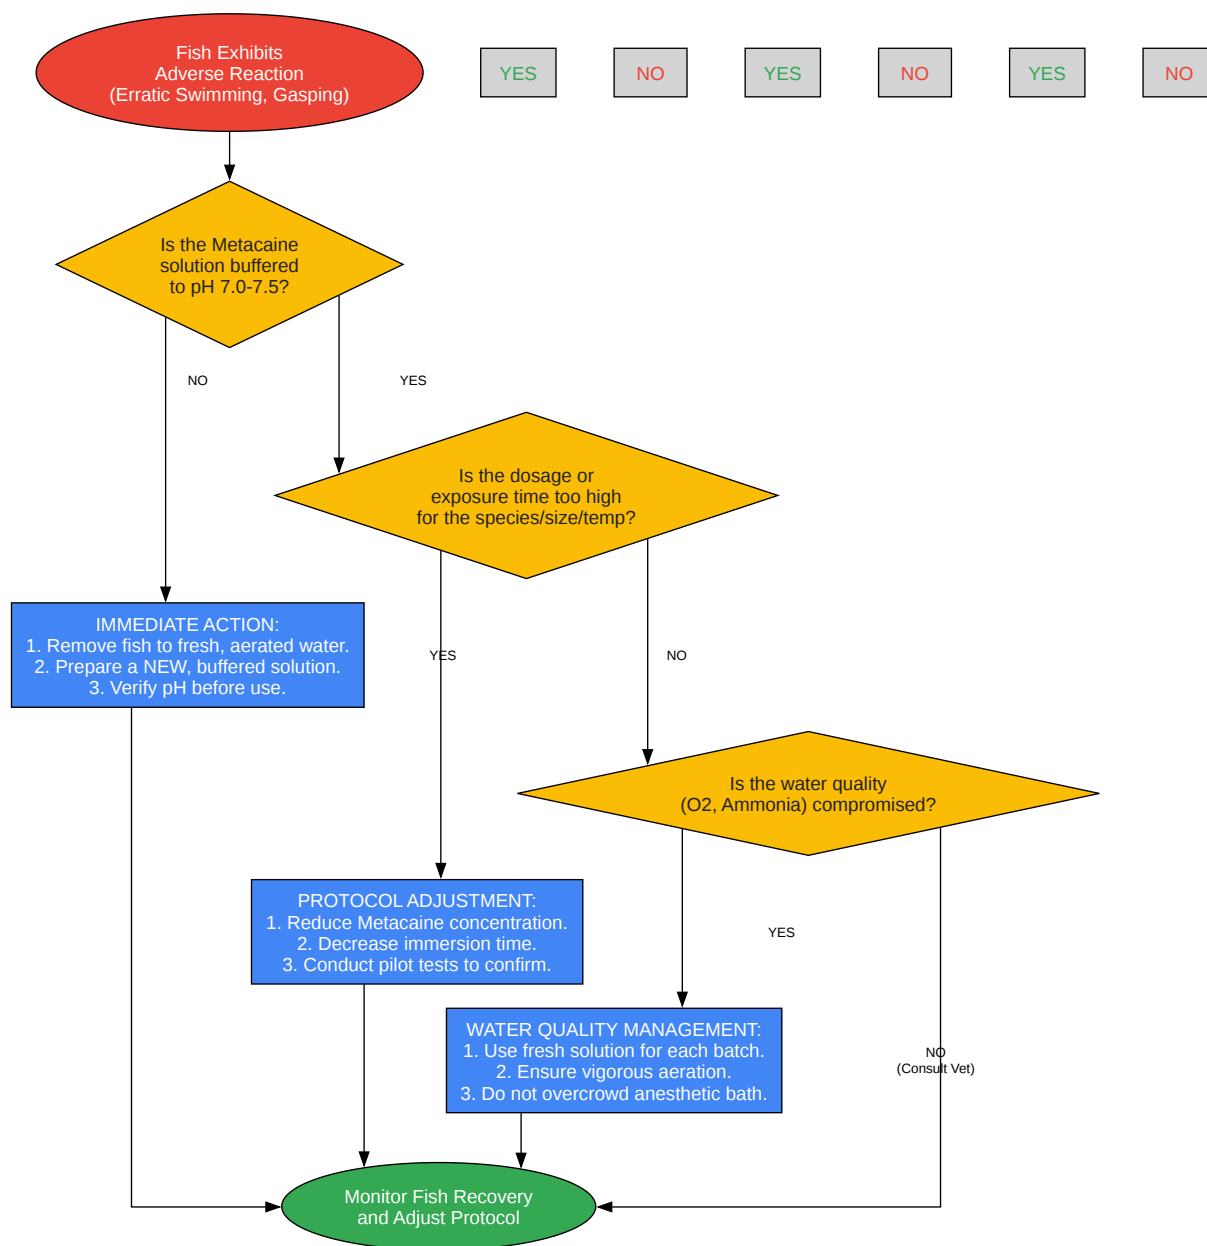 Fish Exhibits
Adverse Reaction
(Erratic Swimming, Gasping)
YES
NO
YES
NO
YES
NO
Is the Metacaine
solution buffered
to pH 7.0-7.5?
NO
YES
Is the dosage or
exposure time too high
for the species/size/temp?
IMMEDIATE ACTION:
1. Remove fish to fresh, aerated water.
2. Prepare a NEW, buffered solution.
3. Verify pH before use.
YES
NO
Is the water quality
(O2, Ammonia) compromised?
PROTOCOL ADJUSTMENT:
1. Reduce Metacaine concentration.
2. Decrease immersion time.
3. Conduct pilot tests to confirm.
YES
WATER QUALITY MANAGEMENT:
1. Use fresh solution for each batch.
2. Ensure vigorous aeration.
3. Do not overcrowd anesthetic bath.
NO
(Consult Vet)
Monitor Fish Recovery
and Adjust Protocol